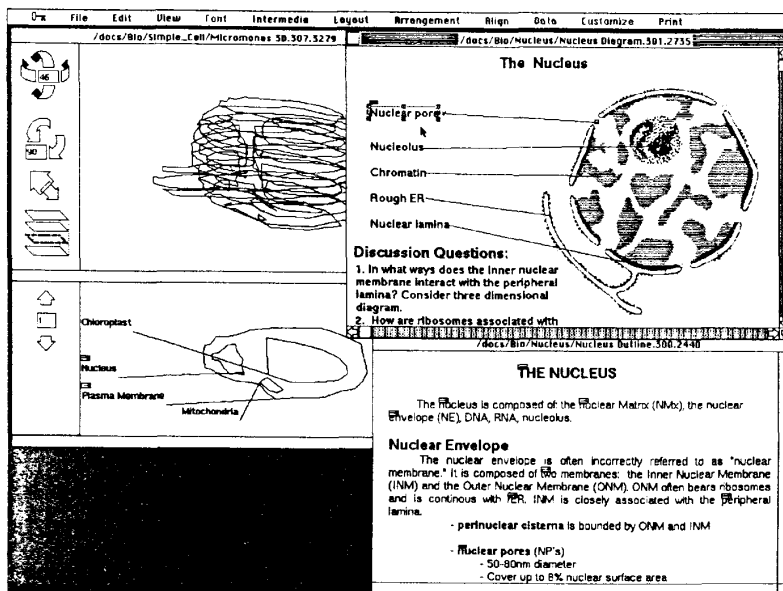 File Edit View Font Intermedia Layout Arrangement Align Data Customize Print
/docs/Bio/Simple_Cell/Micromonas 3D.307.3279
46
90
Chloroplast
Nucleus
Plasma Membrane
Mitochondria
/docs/Bio/Nucleus/Nucleus Diagram.301.2735
The Nucleus
Nuclear pore
Nucleolus
Chromatin
Rough ER
Nuclear lamina
Discussion Questions:
1. In what ways does the inner nuclear
membrane interact with the peripheral
lamina? Consider three dimensional
diagram.
2. How are ribosomes associated with
/docs/Bio/Nucleus/Nucleus Outline.300.2440
THE NUCLEUS
The nucleus is composed of: the nuclear Matrix (NMx), the nuclear
envelope (NE), DNA, RNA, nucleolus.
Nuclear Envelope
The nuclear envelope is often incorrectly referred to as "nuclear
membrane." It is composed of two membranes: the Inner Nuclear Membrane
(INM) and the Outer Nuclear Membrane (ONM). ONM often bears ribosomes
and is continous with rER. INM is closely associated with the peripheral
lamina.
- perinuclear cisterna is bounded by ONM and INM
- nuclear pores (NP's)
- 50-80nm diameter
- Cover up to 8% nuclear surface area